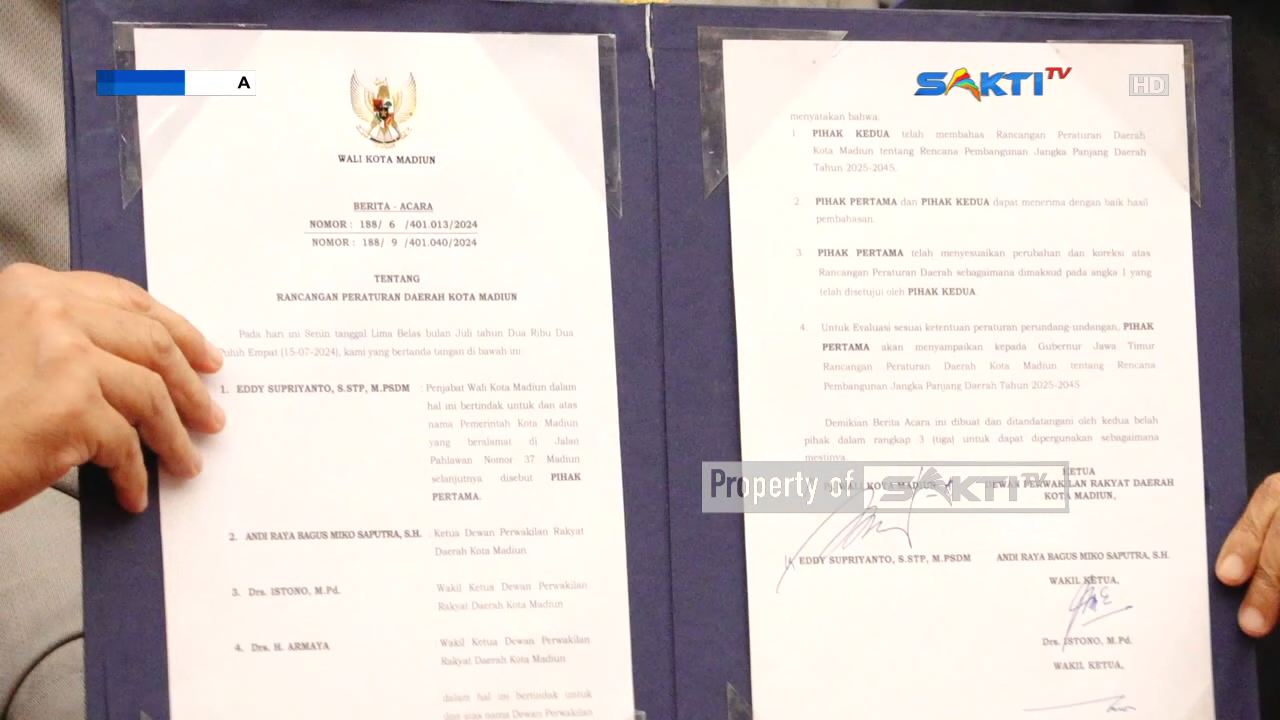 A
SAKTI TV
HD
WALI KOTA MADIUN
BERITA - ACARA
NOMOR : 188/ 6 /401.013/2024
NOMOR : 188/ 9 /401.040/2024
TENTANG
RANCANGAN PERATURAN DAERAH KOTA MADIUN
Pada hari ini Senin tanggal Lima Belas bulan Juli tahun Dua Ribu Dua
Puluh Empat (15-07-2024), kami yang bertanda tangan di bawah ini
1. EDDY SUPRIYANTO, S.STP, M.PSDM : Penjabat Wali Kota Madiun dalam
hal ini bertindak untuk dan atas
nama Pemerintah Kota Madiun
yang beralamat di Jalan
Pahlawan Nomor 37 Madiun
selanjutnya disebut PIHAK
PERTAMA.
2. ANDI RAYA BAGUS MIKO SAPUTRA, S.H. : Ketua Dewan Perwakilan Rakyat
Daerah Kota Madiun
3. Drs. ISTONO, M.Pd. Wakil Ketua Dewan Perwakilan
Rakyat Daerah Kota Madiun
4. Drs. H. ARMAYA : Wakil Ketua Dewan Perwakilan
Rakyat Daerah Kota Madiun
dalam hal ini bertindak untuk
dan atas nama Dewan Perwakilan
menyatakan bahwa.
1. PIHAK KEDUA telah membahas Rancangan Peraturan Daerah
Kota Madiun tentang Rencana Pembangunan Jangka Panjang Daerah
Tahun 2025-2045.
2. PIHAK PERTAMA dan PIHAK KEDUA dapat menerima dengan baik hasil
pembahasan.
3. PIHAK PERTAMA telah menyesuaikan perubahan dan koreksi atas
Rancangan Peraturan Daerah sebagaimana dimaksud pada angka 1 yang
telah disetujui oleh PIHAK KEDUA.
4. Untuk Evaluasi sesuai ketentuan peraturan perundang-undangan, PIHAK
PERTAMA akan menyampaikan kepada Gubernur Jawa Timur
Rancangan Peraturan Daerah Kota Madiun tentang Rencana
Pembangunan Jangka Panjang Daerah Tahun 2025-2045.
Demikian Berita Acara ini dibuat dan ditandatangani oleh kedua belah
pihak dalam rangkap 3 (tiga) untuk dapat dipergunakan sebagaimana
mestinya.
Property of SAKTI TV
WALI KOTA MADIUN
KETUA
DEWAN PERWAKILAN RAKYAT DAERAH
KOTA MADIUN,
EDDY SUPRIYANTO, S.STP, M.PSDM
ANDI RAYA BAGUS MIKO SAPUTRA, S.H.
WAKIL KETUA,
Drs. ISTONO, M.Pd.
WAKIL KETUA,